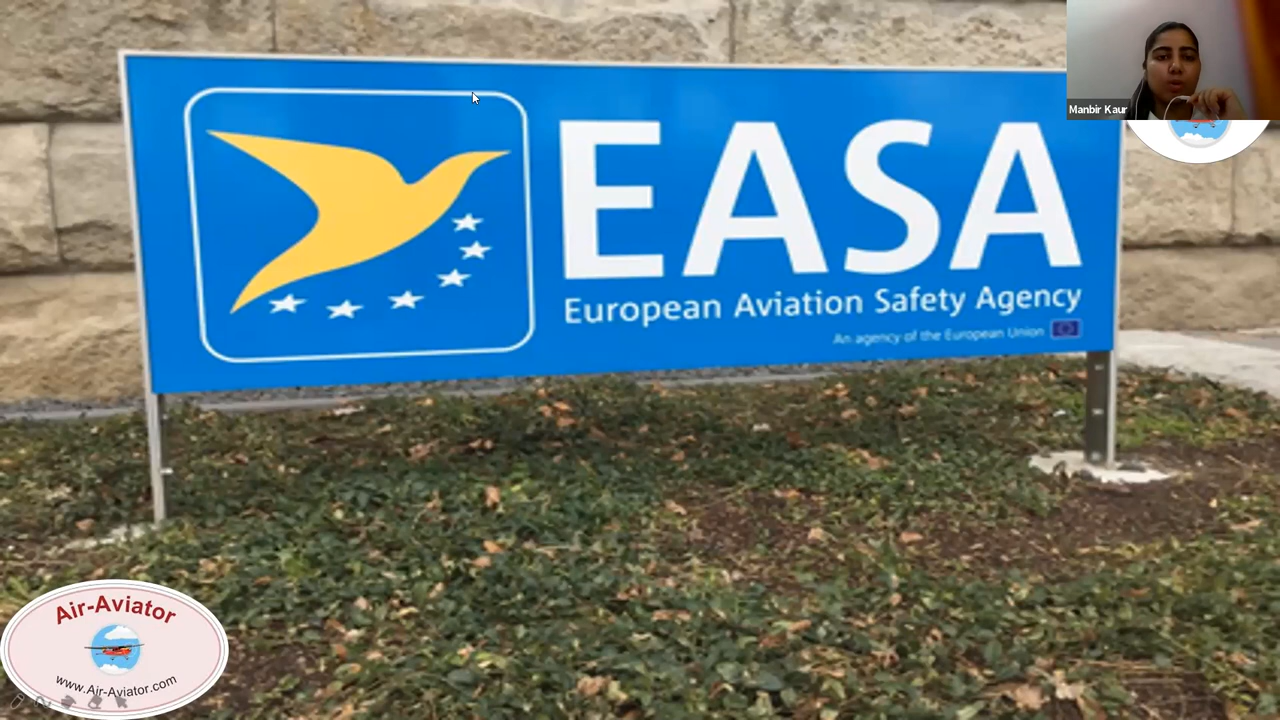 Manbir Kaur
EASA
European Aviation Safety Agency
An agency of the European Union
Air-Aviator
www.Air-Aviator.com